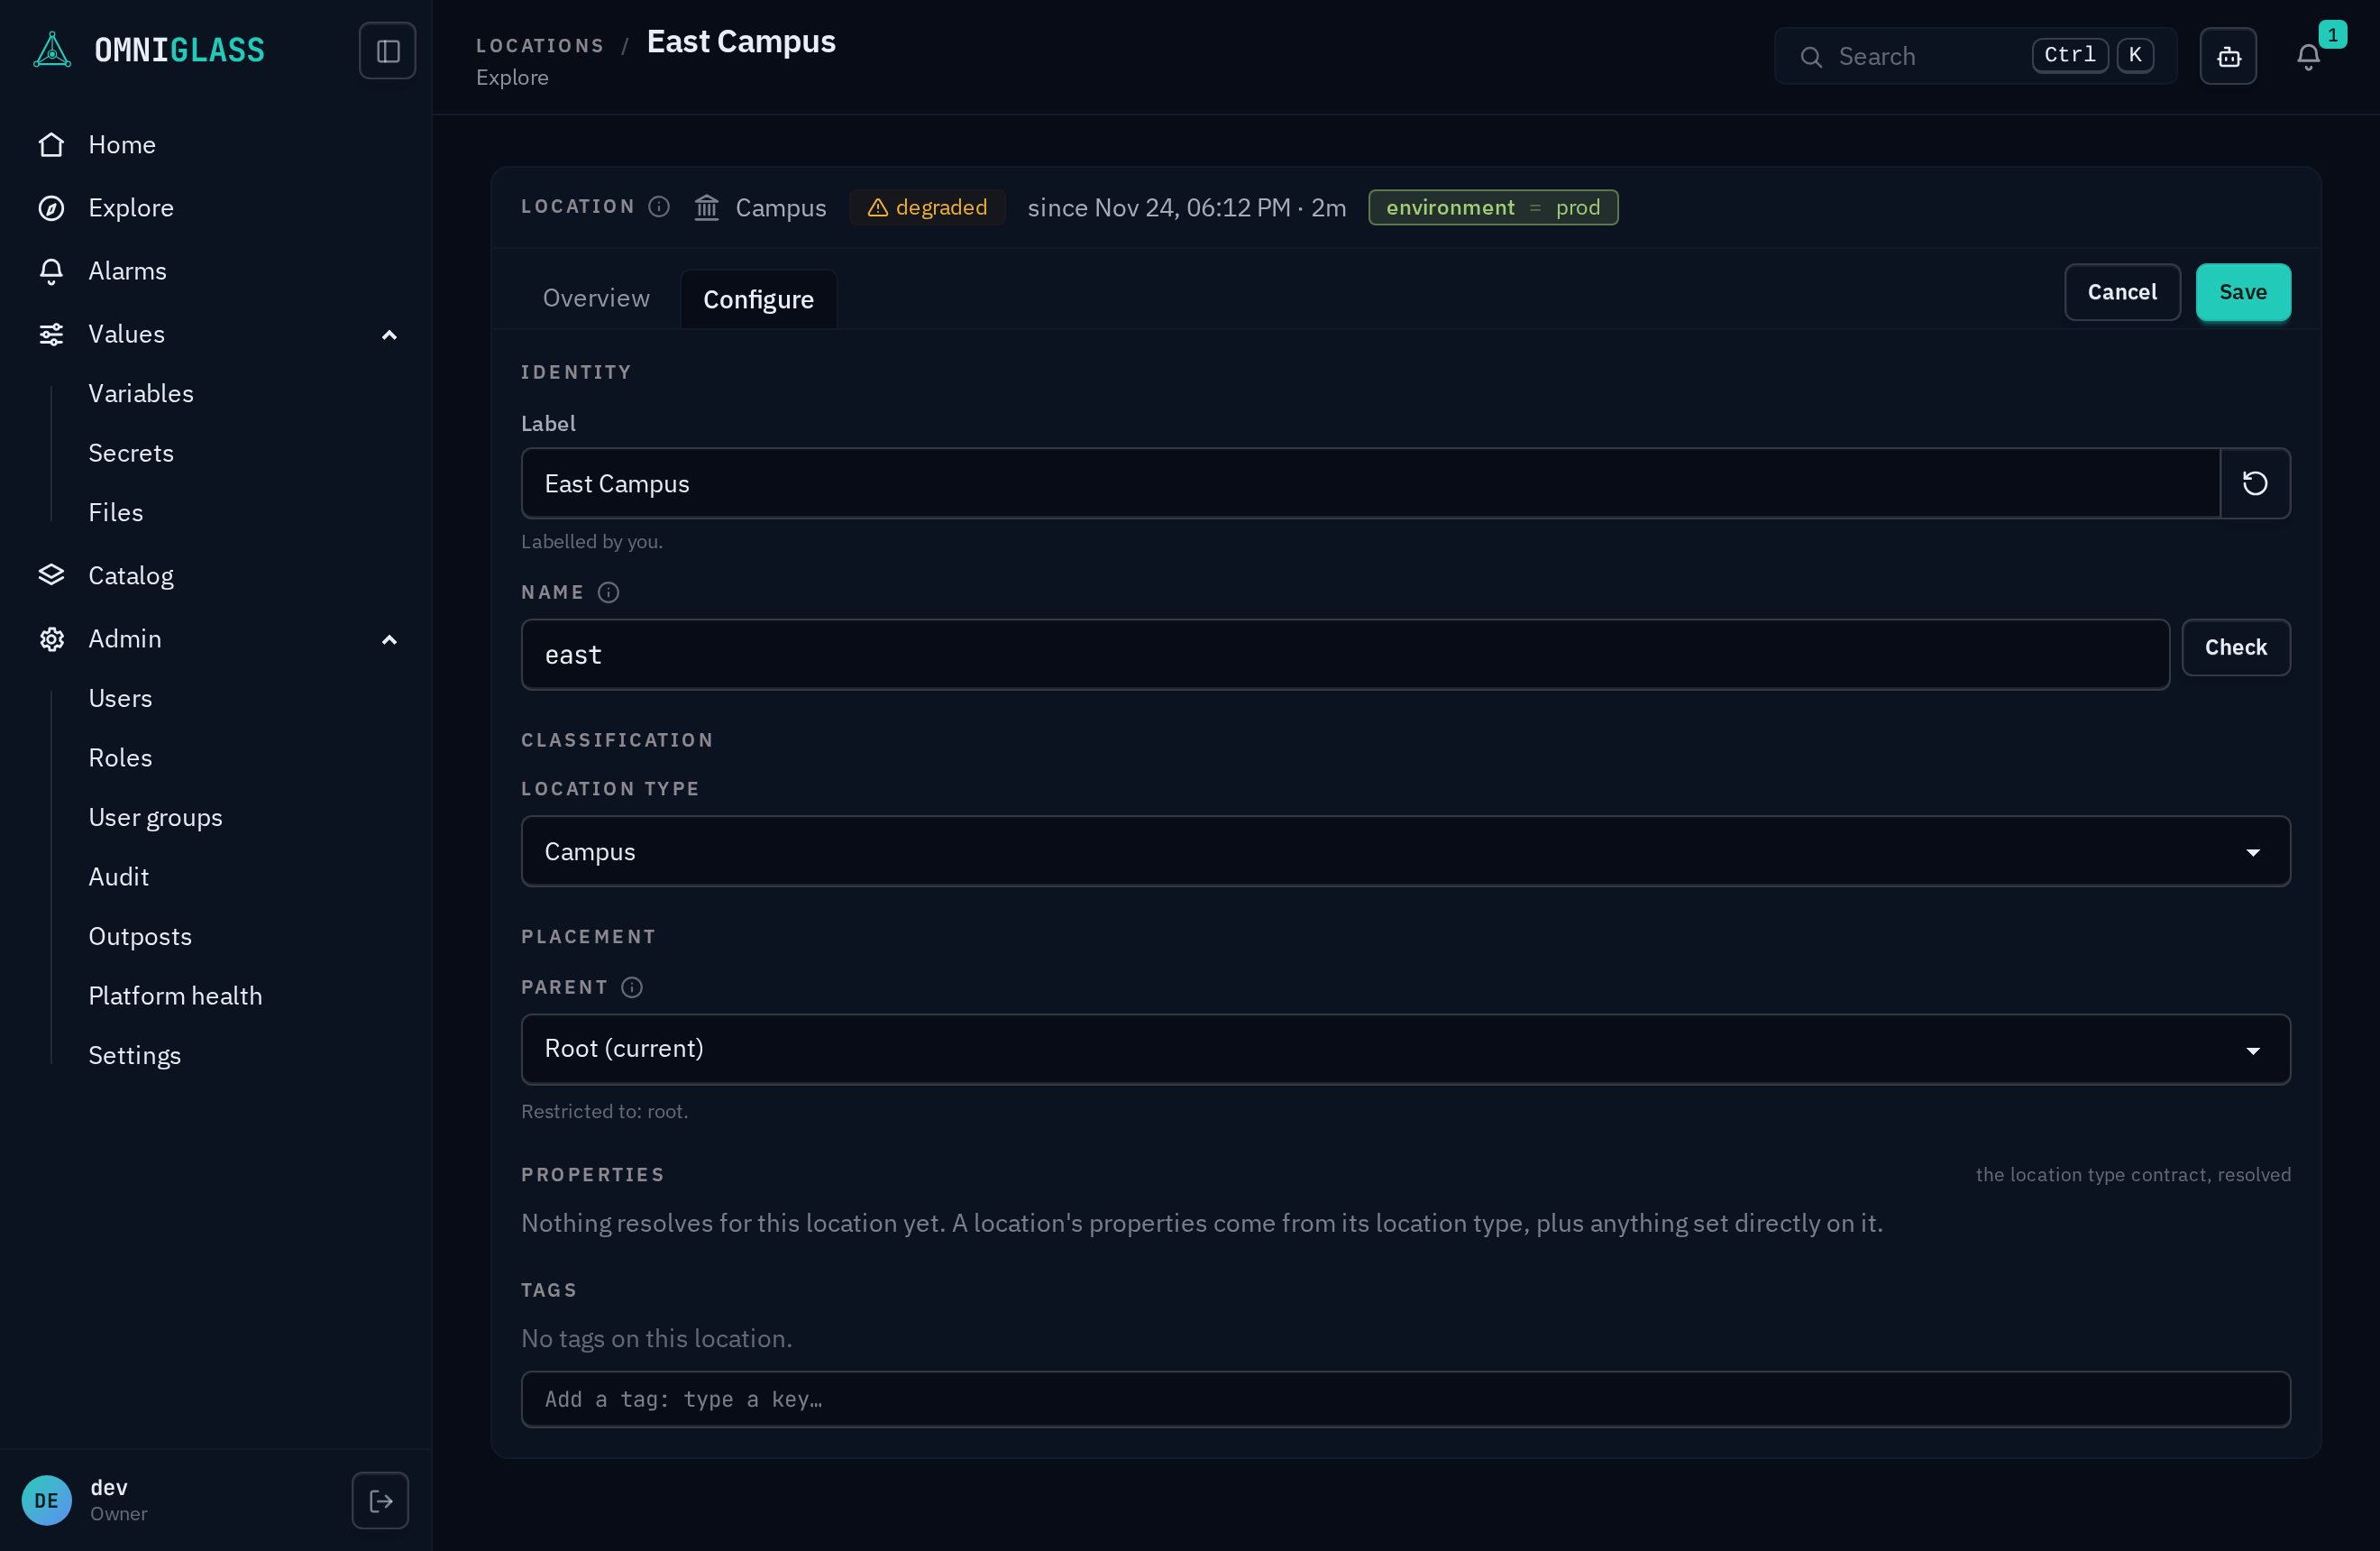 OMNIGLASS
Home
Explore
Alarms
Values
Variables
Secrets
Files
Catalog
Admin
Users
Roles
User groups
Audit
Outposts
Platform health
Settings
DE
dev
Owner
LOCATIONS / East Campus
Explore
Search Ctrl K
1
LOCATION Campus degraded since Nov 24, 06:12 PM · 2m environment = prod
Overview Configure Cancel Save
IDENTITY
Label
East Campus
Labelled by you.
NAME
east Check
CLASSIFICATION
LOCATION TYPE
Campus
PLACEMENT
PARENT
Root (current)
Restricted to: root.
PROPERTIES the location type contract, resolved
Nothing resolves for this location yet. A location's properties come from its location type, plus anything set directly on it.
TAGS
No tags on this location.
Add a tag: type a key…